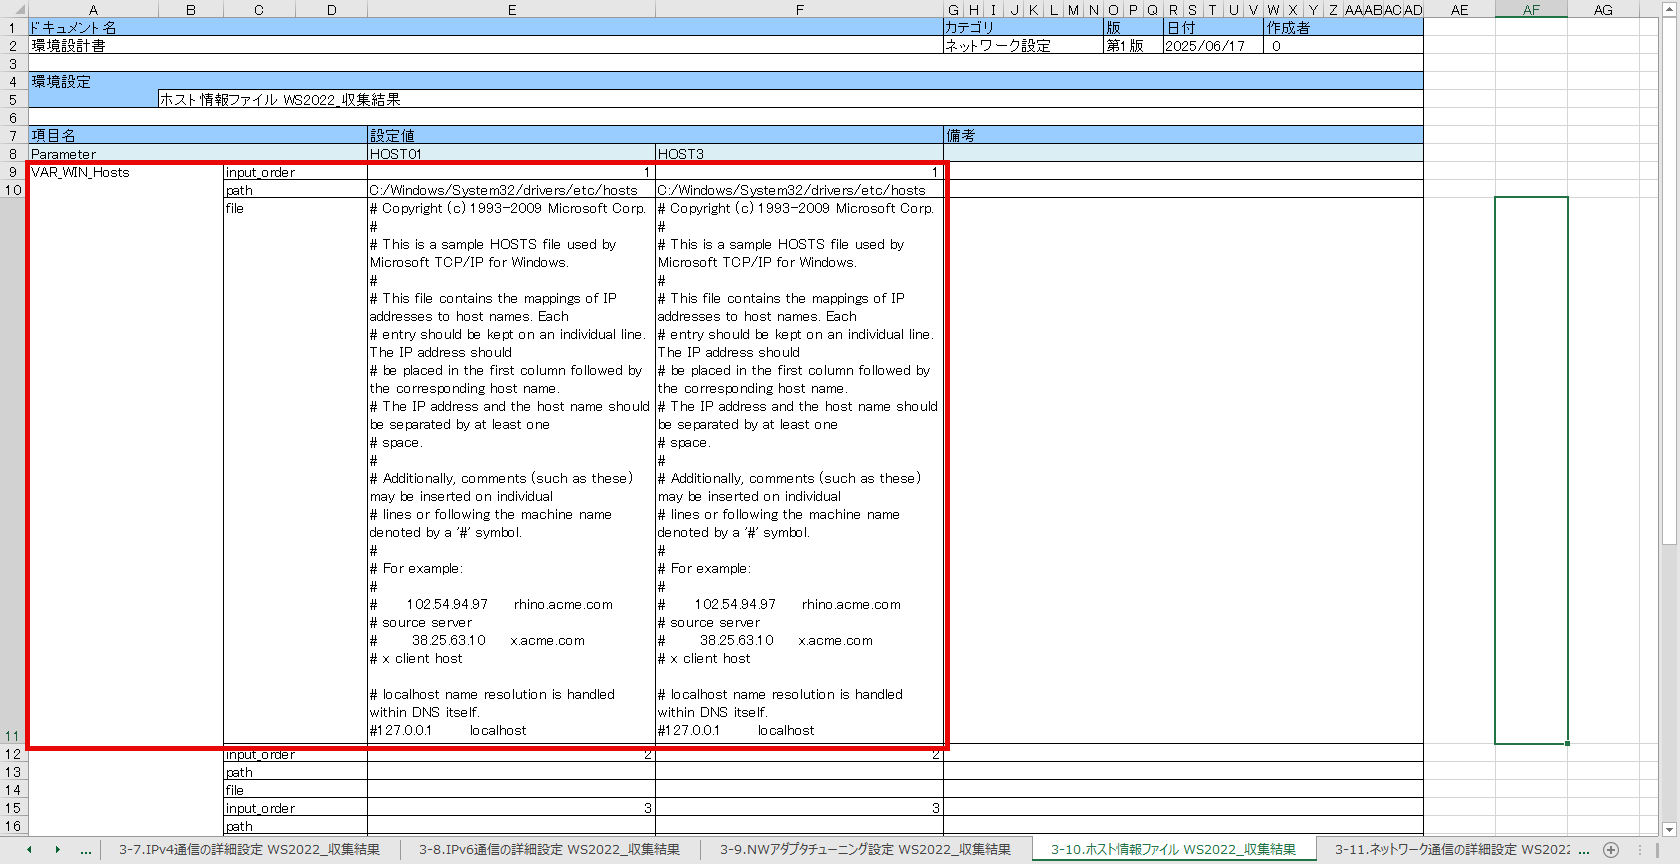 A B C D E F G H I J K L M N O P Q R S T U V W X Y Z AA AB AC AD AE AF AG
1 ドキュメント名 カテゴリ 版 日付 作成者
2 環境設計書 ネットワーク設定 第1版 2025/06/17 0
3
4 環境設定
5 ホスト情報ファイル WS2022_収集結果
6
7 項目名 設定値 備考
8 Parameter HOST01 HOST3
9 VAR_WIN_Hosts input_order 1 1
10 path C:/Windows/System32/drivers/etc/hosts C:/Windows/System32/drivers/etc/hosts
file # Copyright (c) 1993-2009 Microsoft Corp. # Copyright (c) 1993-2009 Microsoft Corp.
# #
# This is a sample HOSTS file used by # This is a sample HOSTS file used by
Microsoft TCP/IP for Windows. Microsoft TCP/IP for Windows.
# #
# This file contains the mappings of IP # This file contains the mappings of IP
addresses to host names. Each addresses to host names. Each
# entry should be kept on an individual line. # entry should be kept on an individual line.
The IP address should The IP address should
# be placed in the first column followed by # be placed in the first column followed by
the corresponding host name. the corresponding host name.
# The IP address and the host name should # The IP address and the host name should
be separated by at least one be separated by at least one
# space. # space.
# #
# Additionally, comments (such as these) # Additionally, comments (such as these)
may be inserted on individual may be inserted on individual
# lines or following the machine name # lines or following the machine name
denoted by a '#' symbol. denoted by a '#' symbol.
# #
# For example: # For example:
# #
# 102.54.94.97 rhino.acme.com # 102.54.94.97 rhino.acme.com
# source server # source server
# 38.25.63.10 x.acme.com # 38.25.63.10 x.acme.com
# x client host # x client host
# localhost name resolution is handled # localhost name resolution is handled
within DNS itself. within DNS itself.
11 #127.0.0.1 localhost #127.0.0.1 localhost
12 input_order 2 2
13 path
14 file
15 input_order 3 3
16 path
... 3-7.IPv4通信の詳細設定 WS2022_収集結果 3-8.IPv6通信の詳細設定 WS2022_収集結果 3-9.NWアダプタチューニング設定 WS2022_収集結果 3-10.ホスト情報ファイル WS2022_収集結果 3-11.ネットワーク通信の詳細設定 WS202 ...